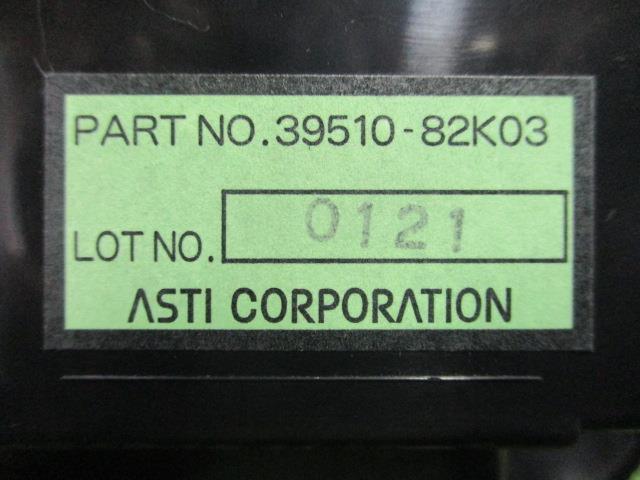 PART NO. 39510-82K03
LOT NO. 0121
ASTI CORPORATION